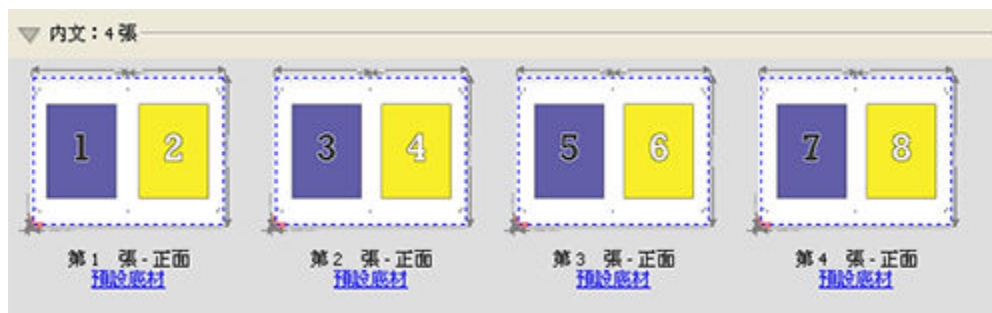 內文：4 張
1 2 3 4 5 6 7 8
第 1 張 - 正面 第 2 張 - 正面 第 3 張 - 正面 第 4 張 - 正面
預設底材 預設底材 預設底材 預設底材